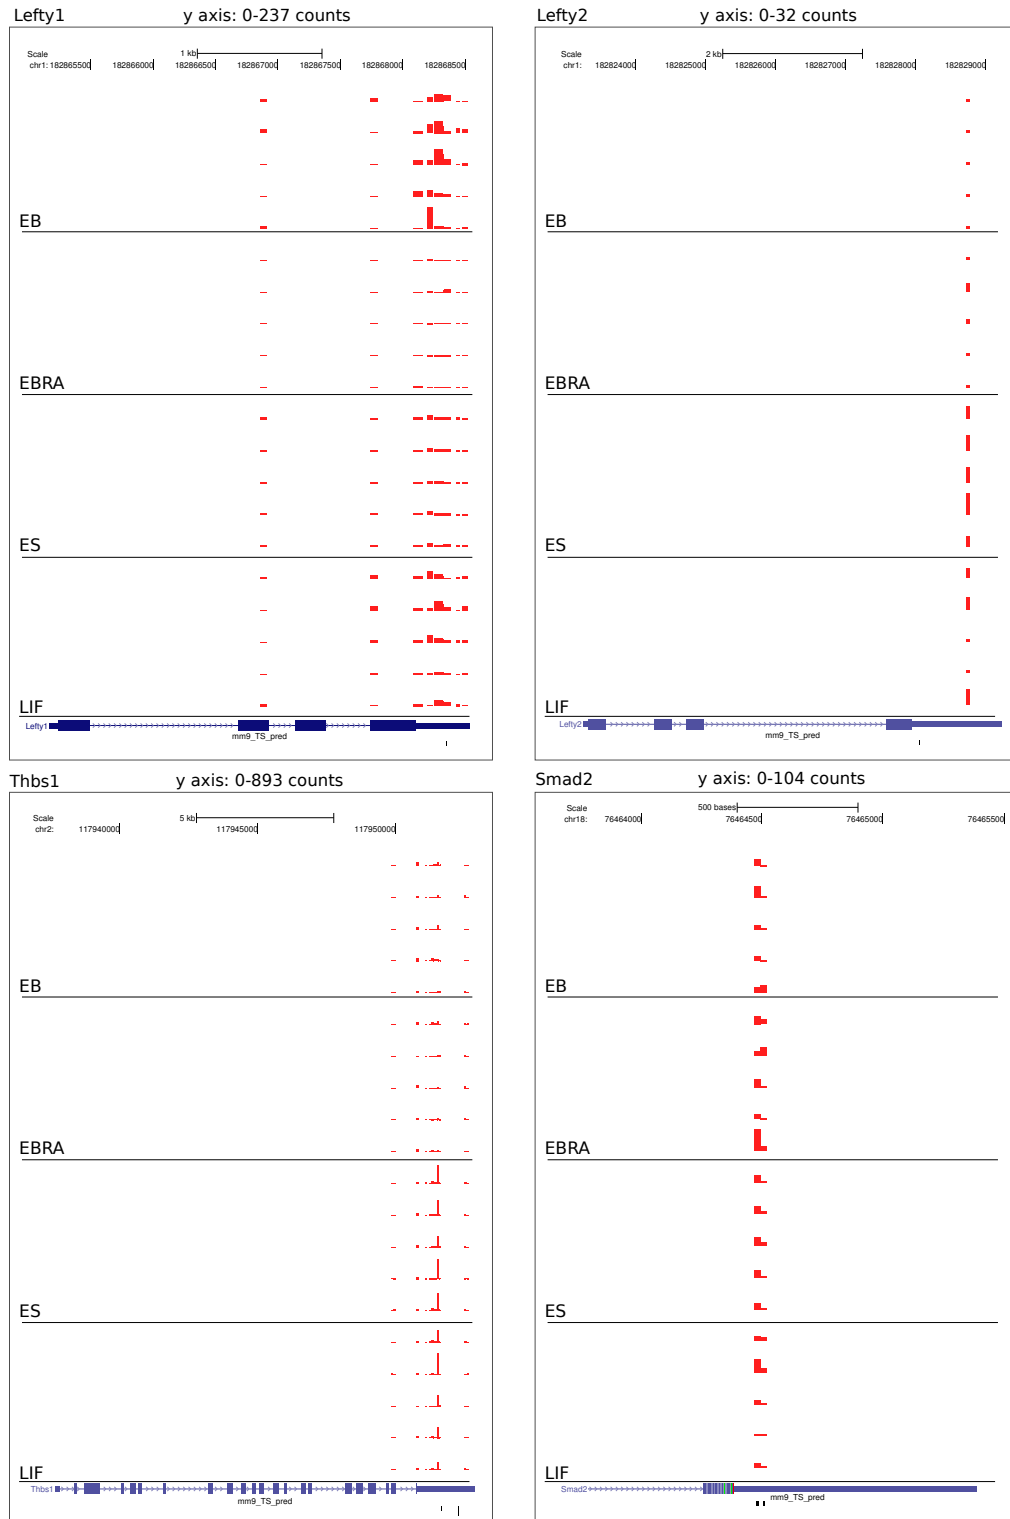 Lefty1 y axis: 0-237 counts
Scale 1 kb
chr1: 182865500 182866000 182866500 182867000 182867500 182868000 182868500
EB
EBRA
ES
LIF
Lefty1
mm9_TS_pred
Lefty2 y axis: 0-32 counts
Scale 2 kb
chr1: 182824000 182825000 182826000 182827000 182828000 182829000
EB
EBRA
ES
LIF
Lefty2
mm9_TS_pred
Thbs1 y axis: 0-893 counts
Scale 5 kb
chr2: 117940000 117945000 117950000
EB
EBRA
ES
LIF
Thbs1
mm9_TS_pred
Smad2 y axis: 0-104 counts
Scale 500 bases
chr18: 76464000 76464500 76465000 76465500
EB
EBRA
ES
LIF
Smad2
mm9_TS_pred